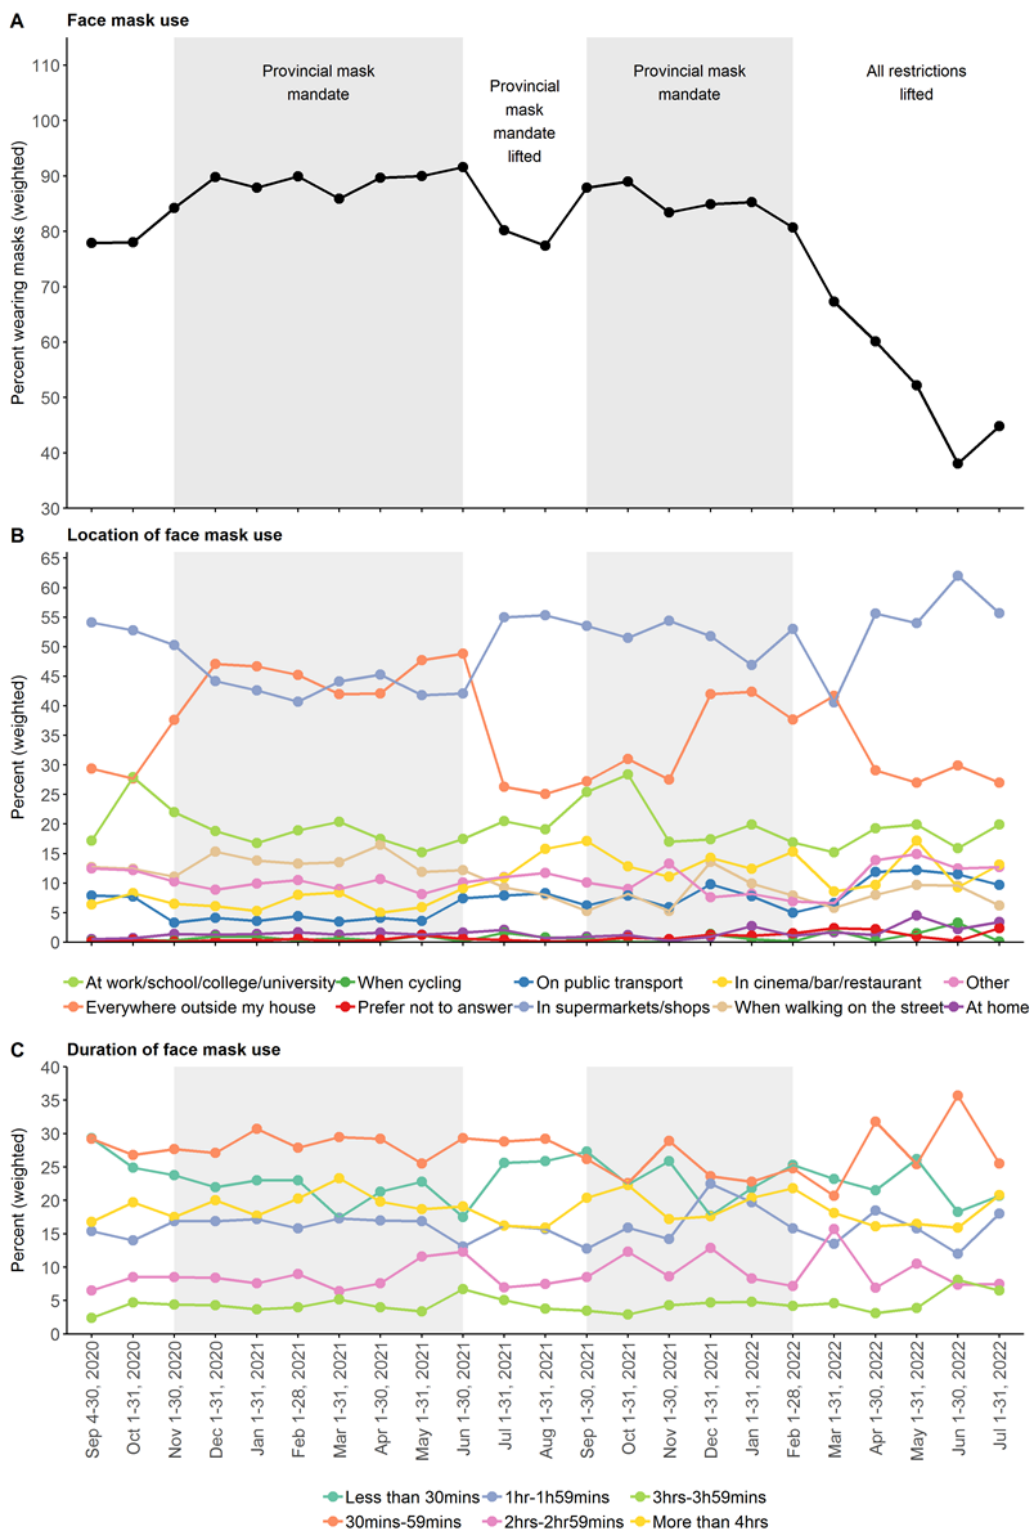 A Face mask use
Percent wearing masks (weighted)
110
100
90
80
70
60
50
40
30
Provincial mask
mandate
Provincial
mask
mandate
lifted
Provincial mask
mandate
All restrictions
lifted
B Location of face mask use
Percent (weighted)
65
60
55
50
45
40
35
30
25
20
15
10
5
0
At work/school/college/university When cycling On public transport In cinema/bar/restaurant Other
Everywhere outside my house Prefer not to answer In supermarkets/shops When walking on the street At home
C Duration of face mask use
Percent (weighted)
40
35
30
25
20
15
10
5
0
Sep 4-30, 2020
Oct 1-31, 2020
Nov 1-30, 2020
Dec 1-31, 2020
Jan 1-31, 2021
Feb 1-28, 2021
Mar 1-31, 2021
Apr 1-30, 2021
May 1-31, 2021
Jun 1-30, 2021
Jul 1-31, 2021
Aug 1-31, 2021
Sep 1-30, 2021
Oct 1-31, 2021
Nov 1-30, 2021
Dec 1-31, 2021
Jan 1-31, 2022
Feb 1-28, 2022
Mar 1-31, 2022
Apr 1-30, 2022
May 1-31, 2022
Jun 1-30, 2022
Jul 1-31, 2022
Less than 30mins 1hr-1h59mins 3hrs-3h59mins
30mins-59mins 2hrs-2hr59mins More than 4hrs